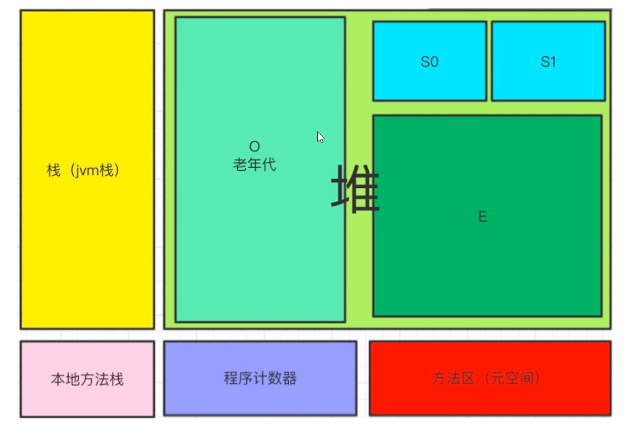 栈（jvm栈）
O
老年代
堆
S0
S1
E
本地方法栈
程序计数器
方法区（元空间）